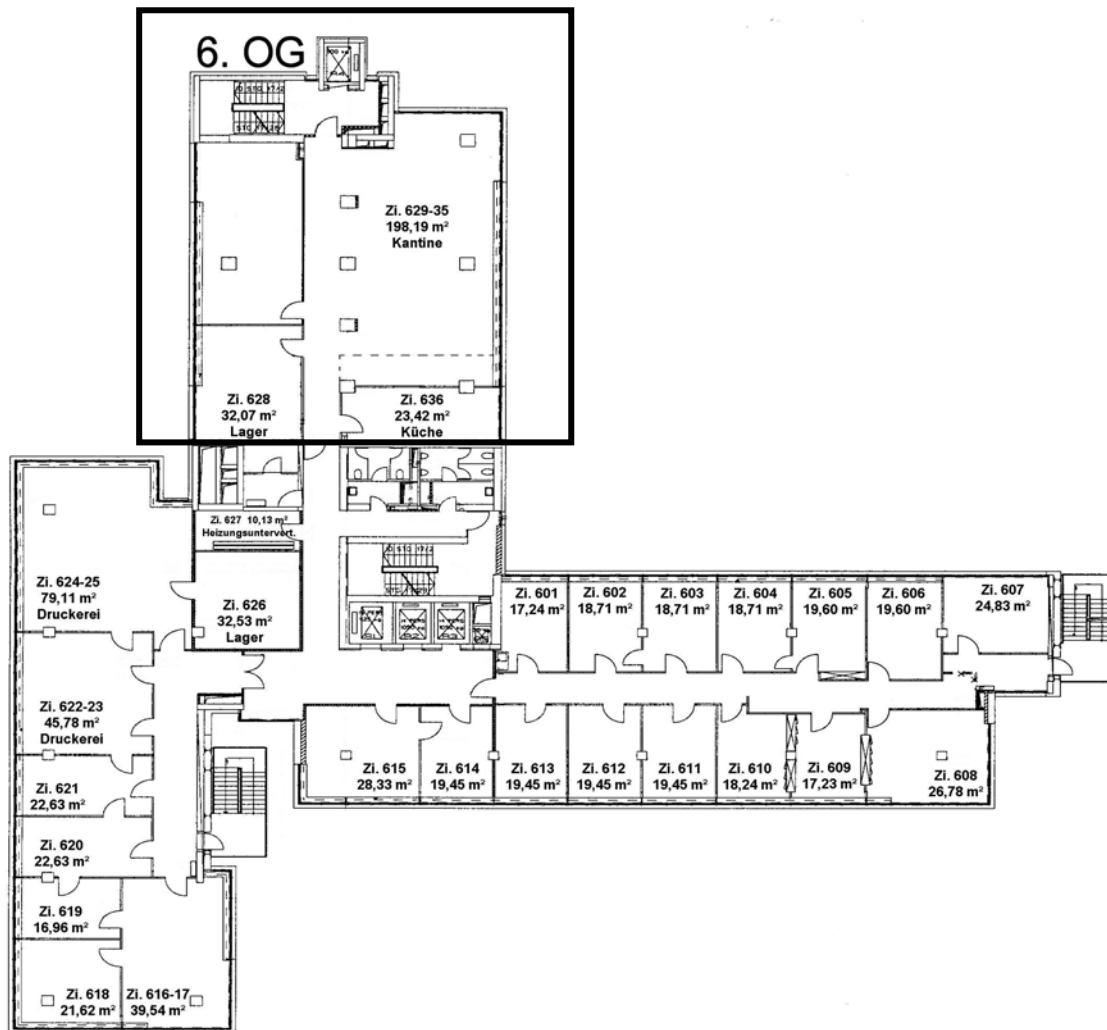 6. OG
Zi. 629-35
198,19 m²
Kantine
Zi. 628
32,07 m²
Lager
Zi. 636
23,42 m²
Küche
Zi. 627 10,13 m²
Heizungsuntervert.
Zi. 624-25
79,11 m²
Druckerei
Zi. 626
32,53 m²
Lager
Zi. 601
17,24 m²
Zi. 602
18,71 m²
Zi. 603
18,71 m²
Zi. 604
18,71 m²
Zi. 605
19,60 m²
Zi. 606
19,60 m²
Zi. 607
24,83 m²
Zi. 622-23
45,78 m²
Druckerei
Zi. 615
28,33 m²
Zi. 614
19,45 m²
Zi. 613
19,45 m²
Zi. 612
19,45 m²
Zi. 611
19,45 m²
Zi. 610
18,24 m²
Zi. 609
17,23 m²
Zi. 608
26,78 m²
Zi. 621
22,63 m²
Zi. 620
22,63 m²
Zi. 619
16,96 m²
Zi. 618
21,62 m²
Zi. 616-17
39,54 m²